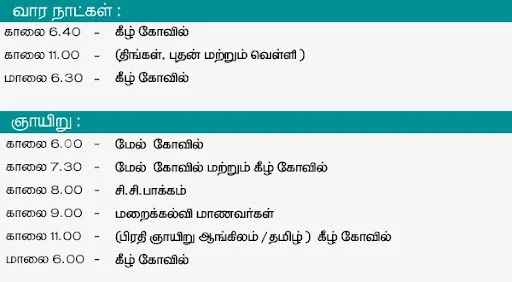 வார நாட்கள் :
காலை 6.40 - கீழ் கோவில்
காலை 11.00 - (திங்கள், புதன் மற்றும் வெள்ளி )
மாலை 6.30 - கீழ் கோவில்
ஞாயிறு :
காலை 6.00 - மேல் கோவில்
காலை 7.30 - மேல் கோவில் மற்றும் கீழ் கோவில்
காலை 8.00 - சி.சி.பாக்கம்
காலை 9.00 - மறைக்கல்வி மாணவர்கள்
காலை 11.00 - (பிரதி ஞாயிறு ஆங்கிலம் / தமிழ் ) கீழ் கோவில்
மாலை 6.00 - கீழ் கோவில்